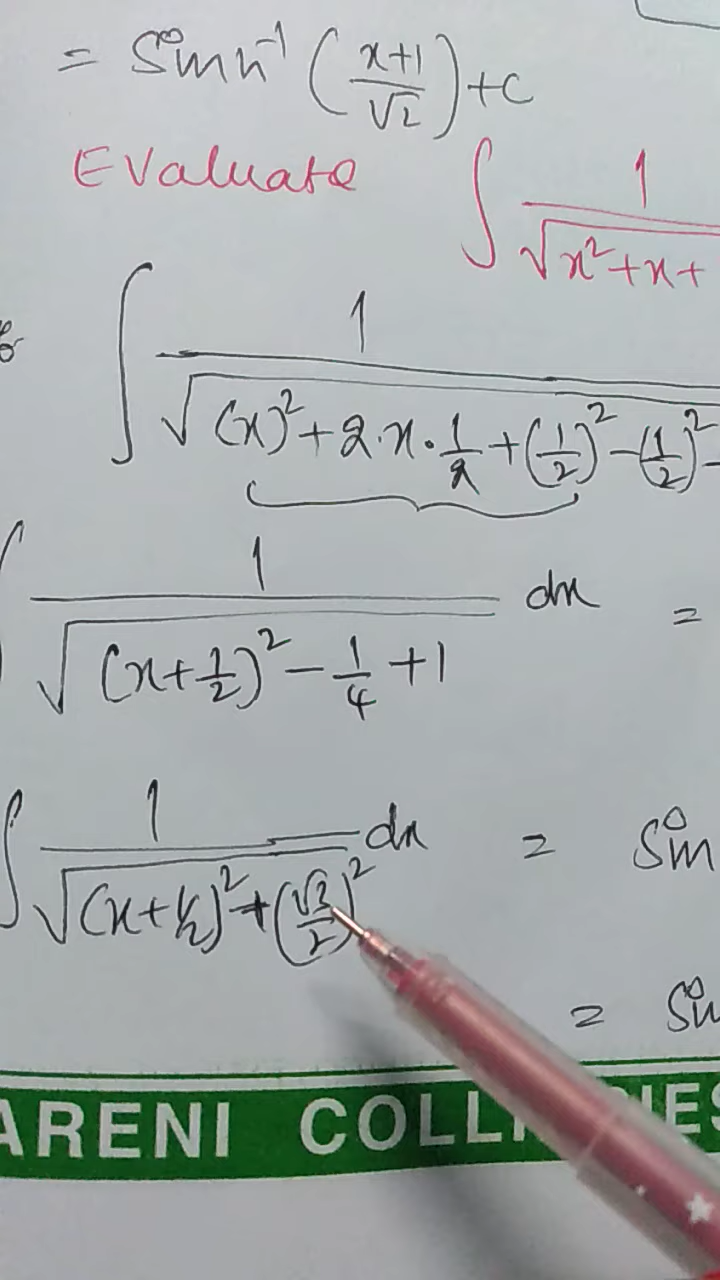 = Sinh⁻¹ ( (x+1)/√2 ) + C
Evaluate ∫ 1/√(x² + x +
∫ 1/√((x)² + 2·x·1/2 + (1/2)² − (1/2)² −
∫ 1/√((x+1/2)² − 1/4 + 1) dx =
∫ 1/√((x+1/2)² + (√3/2)²) dx = Sin
= Sin
ARENI COLL